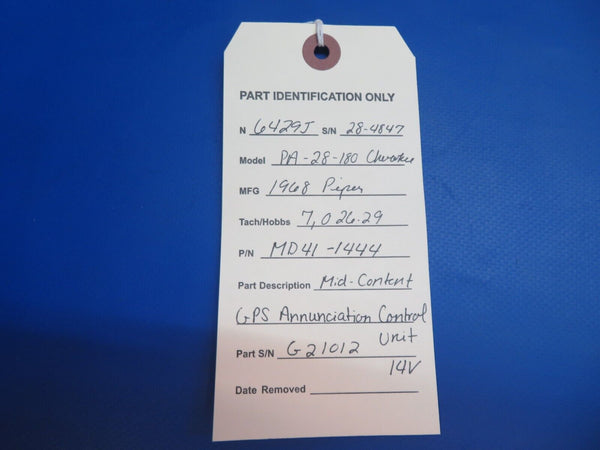 PART IDENTIFICATION ONLY
N 6429J S/N 28-4847
Model PA-28-180 Cherokee
MFG 1968 Piper
Tach/Hobbs 7,026.29
P/N MD41-1444
Part Description Mid-Content
GPS Annunciation Control
Unit
Part S/N G21012
14V
Date Removed